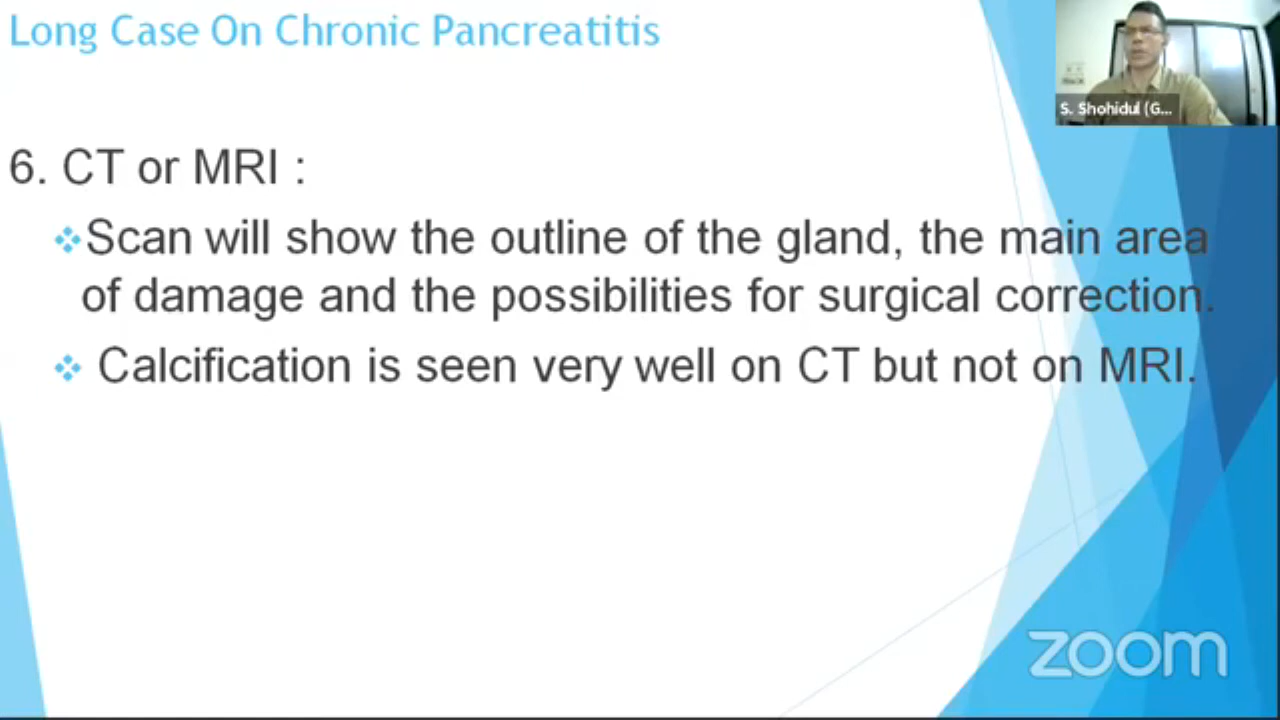 Long Case On Chronic Pancreatitis
S. Shohidul (G...
6. CT or MRI :
Scan will show the outline of the gland, the main area
of damage and the possibilities for surgical correction.
Calcification is seen very well on CT but not on MRI.
zoom